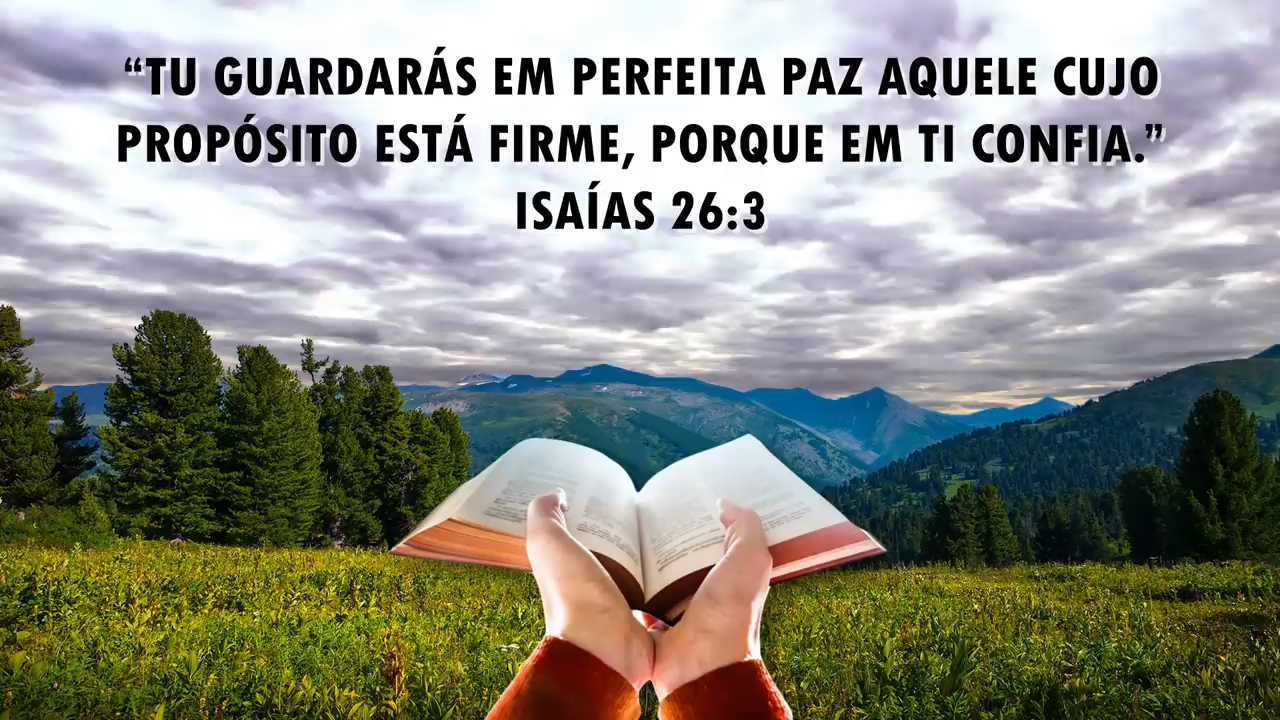 “TU GUARDARÁS EM PERFEITA PAZ AQUELE CUJO
PROPÓSITO ESTÁ FIRME, PORQUE EM TI CONFIA.”
ISAÍAS 26:3